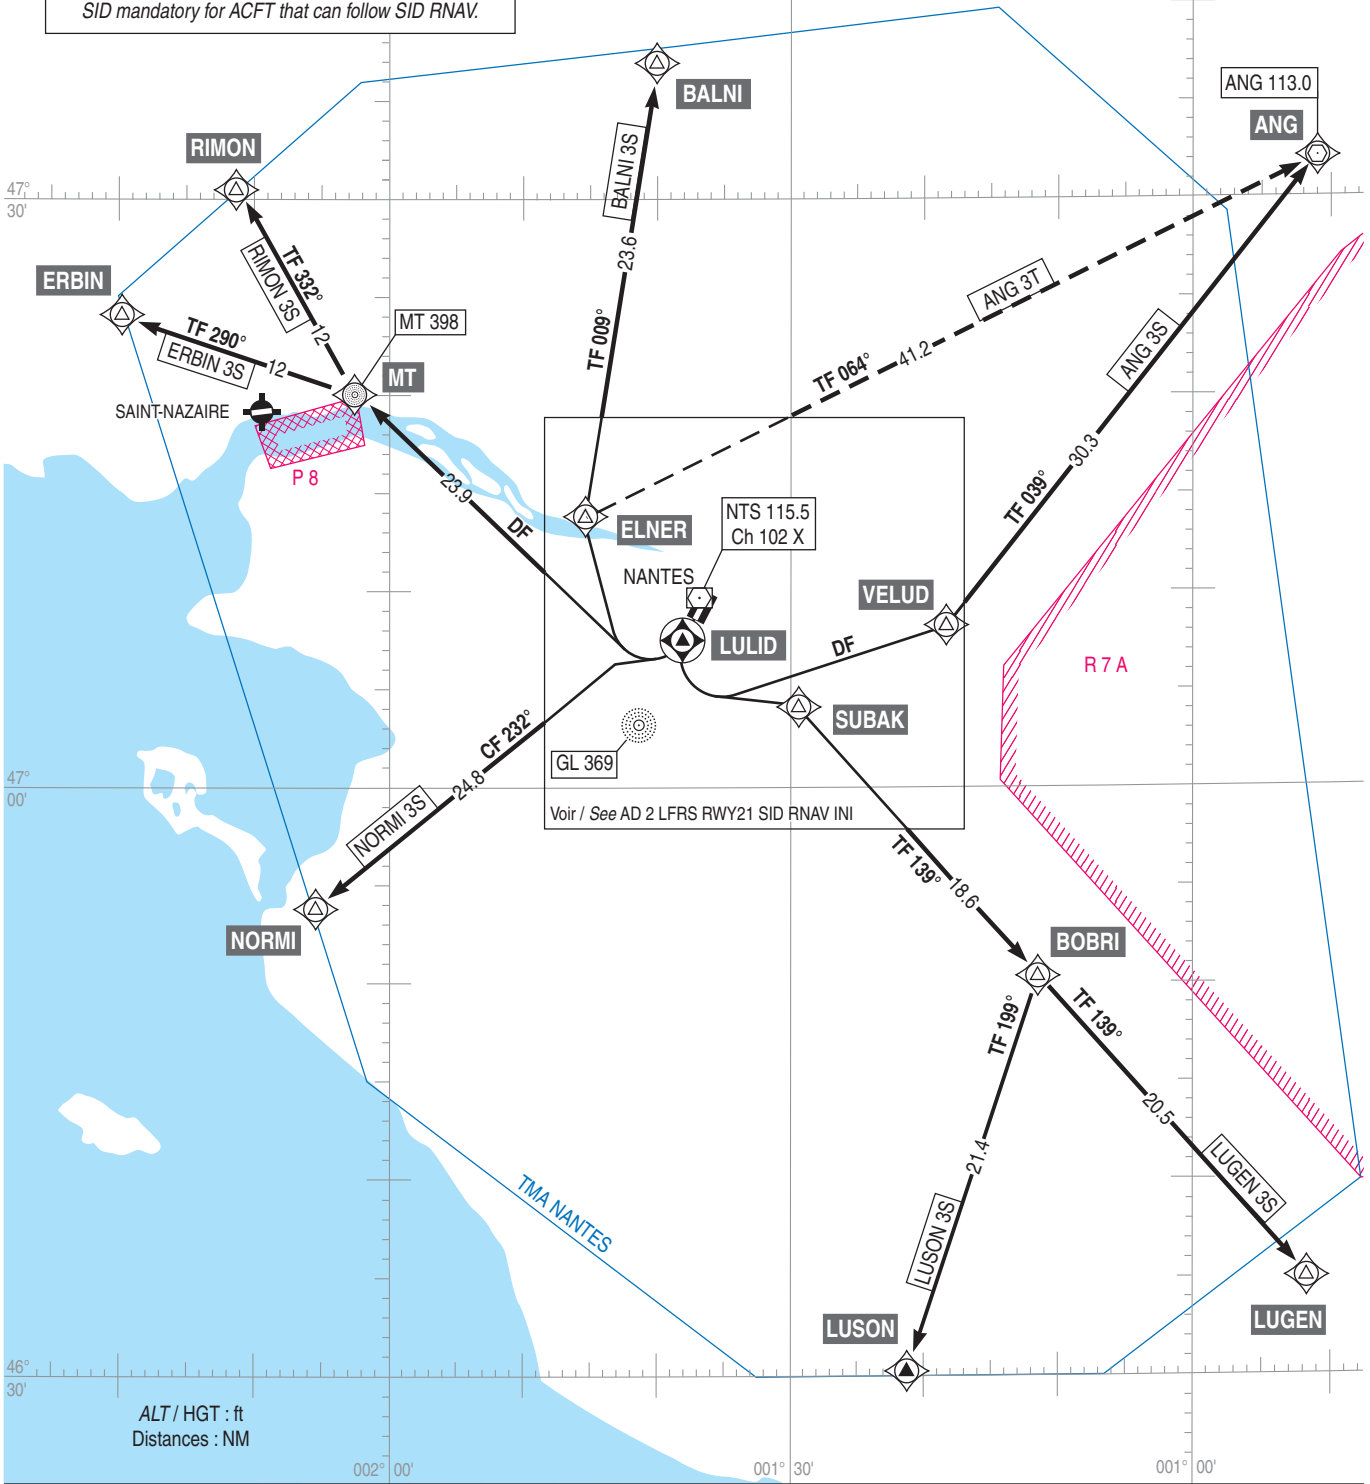 SID mandatory for ACFT that can follow SID RNAV.
BALNI
ANG 113.0
ANG
RIMON
BALNI 3S
47°
30'
TF 332°
RIMON 3S
12
23.6
ERBIN
ANG 3T
MT 398
TF 290°
ERBIN 3S
12
TF 009°
ANG 3S
TF 064°
41.2
MT
SAINT-NAZAIRE
P 8
30.3
23.9
TF 039°
DF
ELNER
NTS 115.5
Ch 102 X
NANTES
VELUD
LULID
DF
R 7 A
SUBAK
CF 232°
GL 369
24.8
47°
00'
NORMI 3S
Voir / See AD 2 LFRS RWY21 SID RNAV INI
TF 139°
18.6
NORMI
BOBRI
TF 199°
TF 139°
20.5
21.4
LUGEN 3S
TMA NANTES
LUSON 3S
LUSON
LUGEN
46°
30'
ALT / HGT : ft
Distances : NM
002° 00'
001° 30'
001° 00'